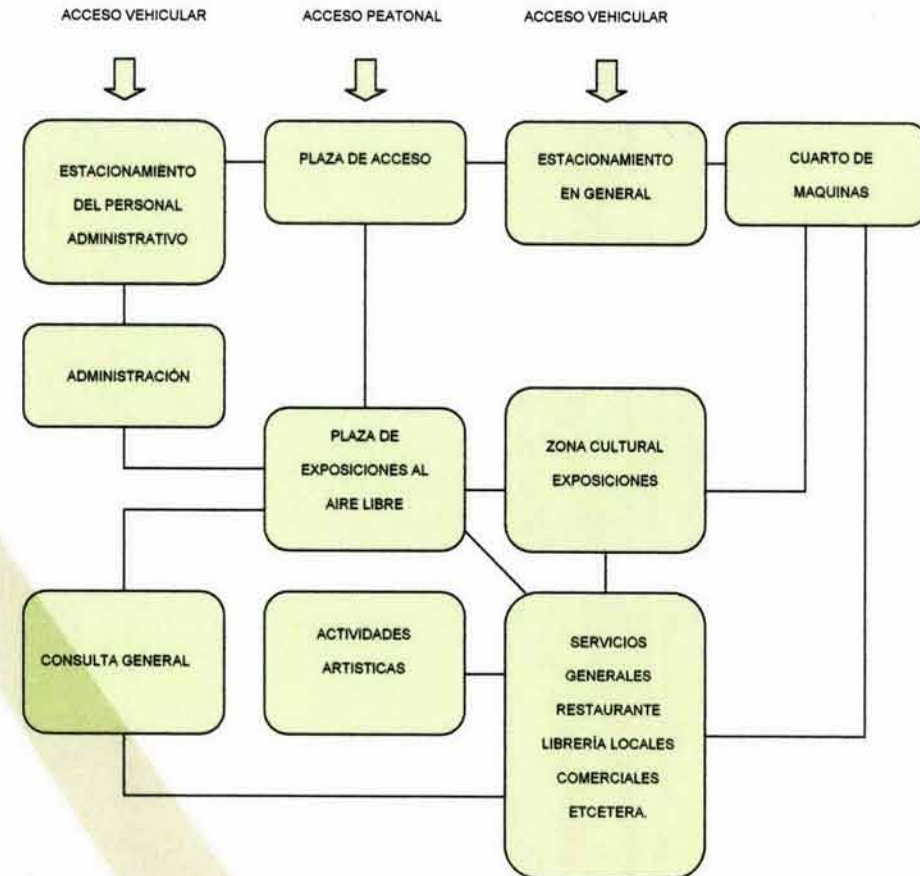 ACCESO VEHICULAR
ACCESO PEATONAL
ACCESO VEHICULAR
ESTACIONAMIENTO
DEL PERSONAL
ADMINISTRATIVO
PLAZA DE ACCESO
ESTACIONAMIENTO
EN GENERAL
CUARTO DE
MAQUINAS
ADMINISTRACIÓN
PLAZA DE
EXPOSICIONES AL
AIRE LIBRE
ZONA CULTURAL
EXPOSICIONES
CONSULTA GENERAL
ACTIVIDADES
ARTISTICAS
SERVICIOS
GENERALES
RESTAURANTE
LIBRERÍA LOCALES
COMERCIALES
ETCETERA.